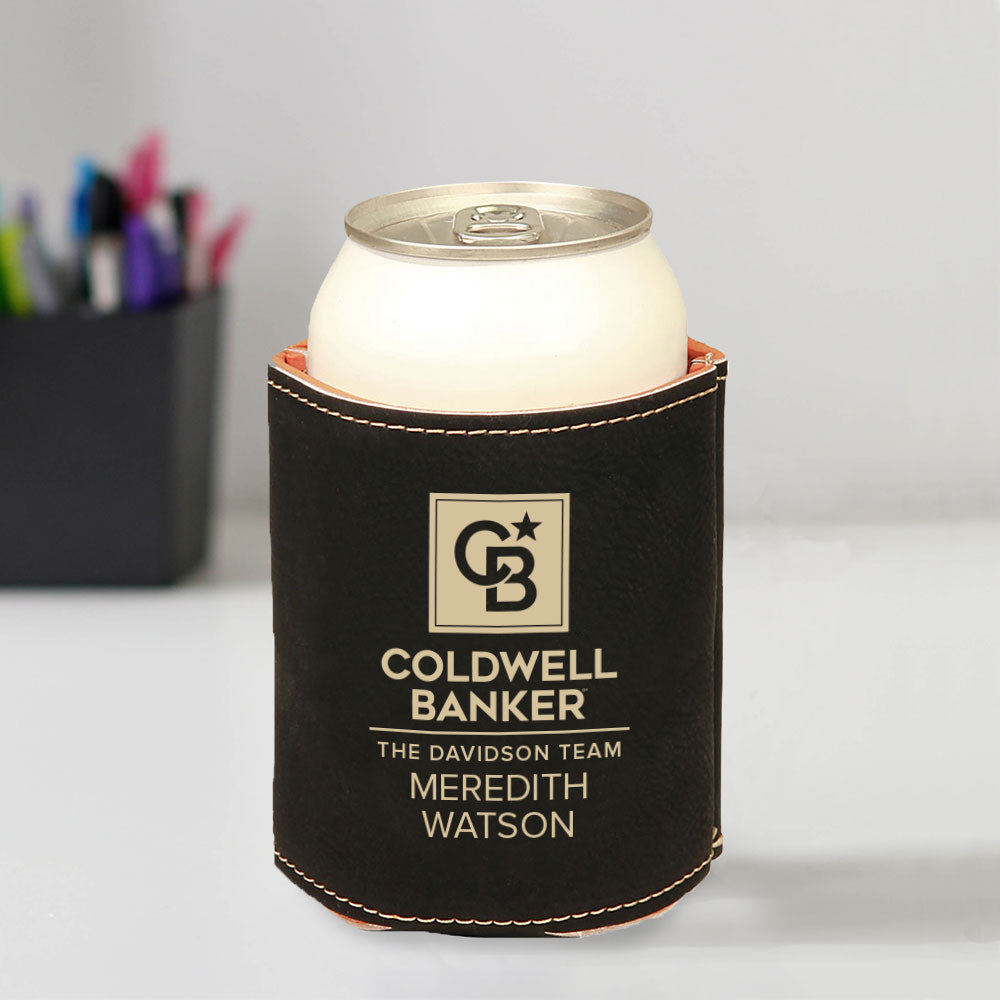 CB
COLDWELL
BANKER
THE DAVIDSON TEAM
MEREDITH
WATSON